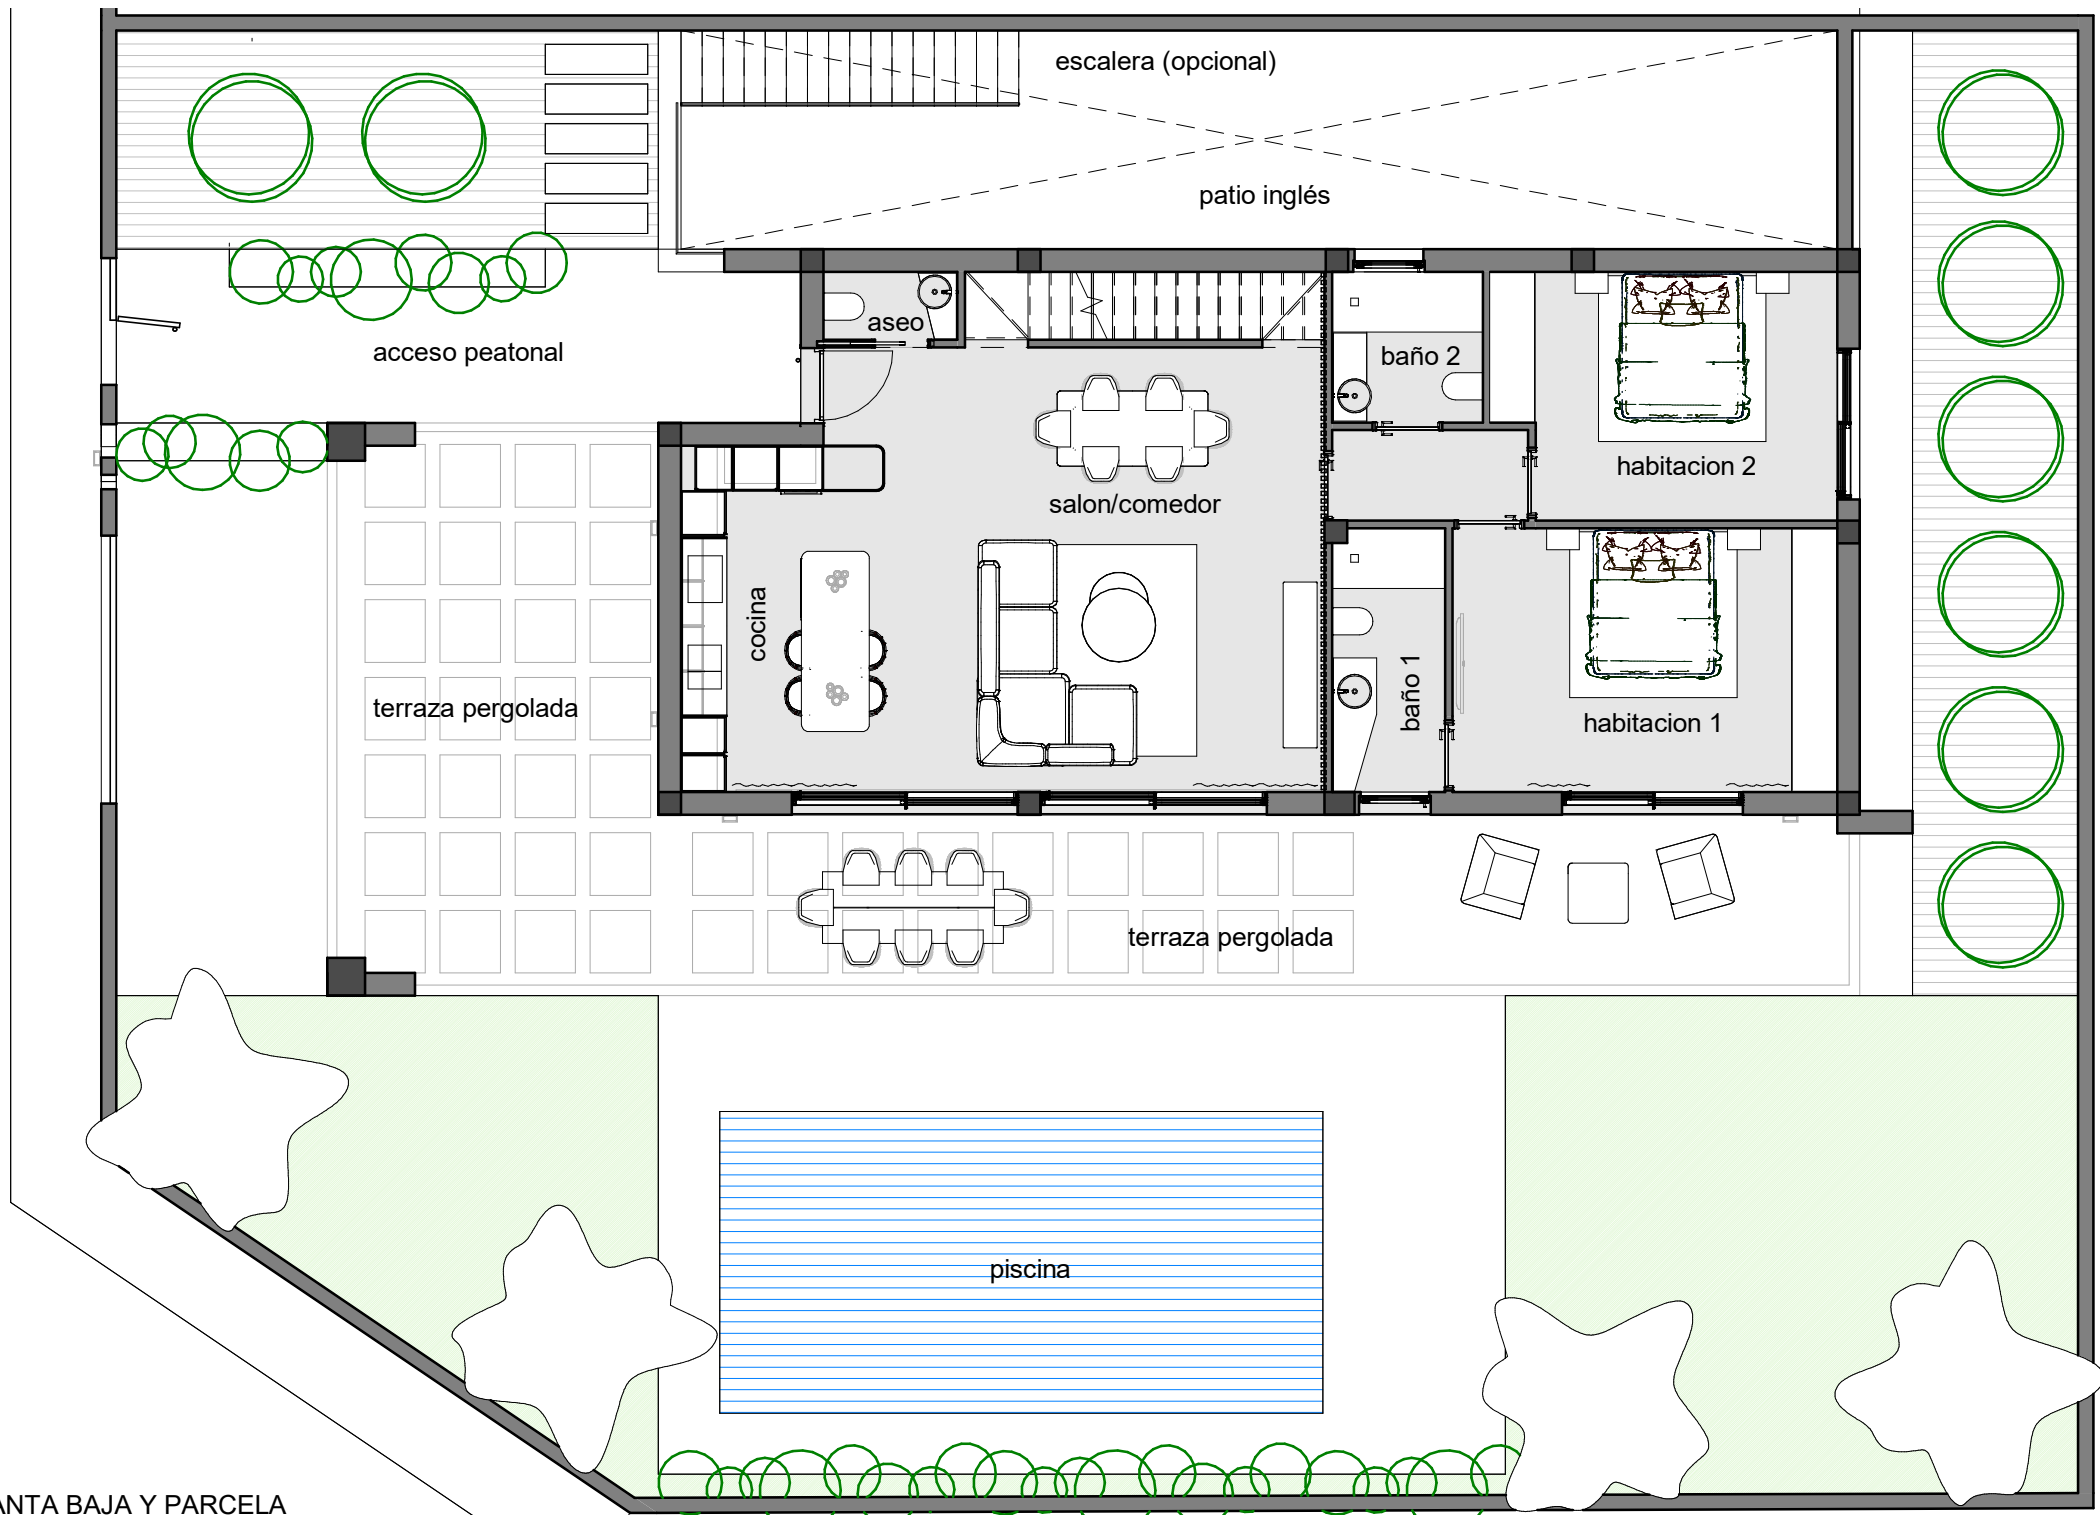 escalera (opcional)
patio inglés
aseo
acceso peatonal
baño 2
habitacion 2
salon/comedor
cocina
baño 1
terraza pergolada
habitacion 1
terraza pergolada
piscina
ANTA BAJA Y PARCELA